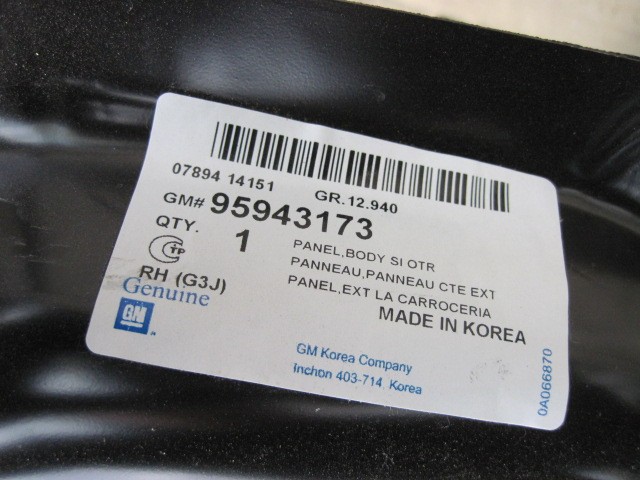 07894 14151 GR.12.940
GM# 95943173
QTY. 1
PANEL,BODY SI OTR
PANNEAU,PANNEAU CTE EXT
PANEL,EXT LA CARROCERIA
RH (G3J)
MADE IN KOREA
Genuine
GM
GM Korea Company
Inchon 403-714, Korea
0A066870